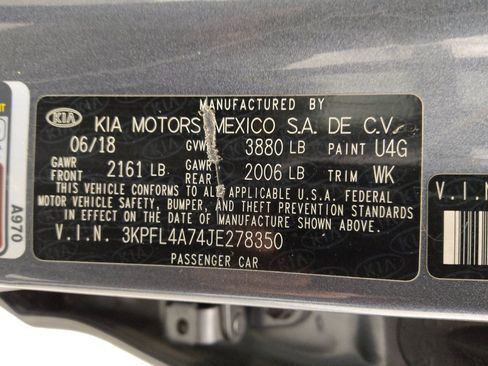 MANUFACTURED BY
KIA KIA MOTORS MEXICO S.A. DE C.V.
06/18 GVWR 3880 LB PAINT U4G
GAWR FRONT 2161 LB. GAWR REAR 2006 LB TRIM WK
THIS VEHICLE CONFORMS TO ALL APPLICABLE U.S.A. FEDERAL
MOTOR VEHICLE SAFETY, BUMPER, AND THEFT PREVENTION STANDARDS
IN EFFECT ON THE DATE OF MANUFACTURE SHOWN ABOVE.
V.I.N. 3KPFL4A74JE278350
PASSENGER CAR
A970
V.I.N.